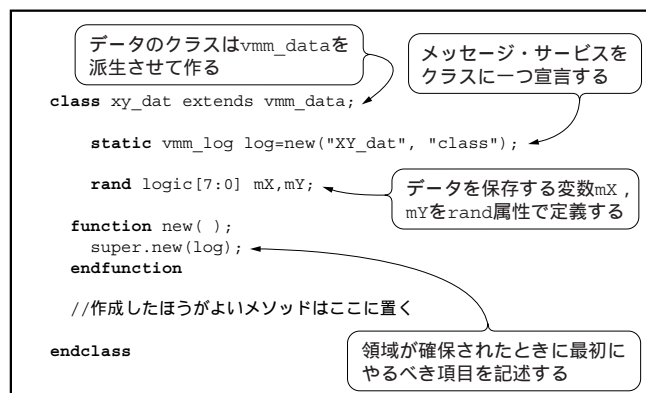 データのクラスはvmm_dataを
派生させて作る
メッセージ・サービスを
クラスに一つ宣言する
class xy_dat extends vmm_data;
static vmm_log log=new("XY_dat", "class");
rand logic[7:0] mX,mY;
データを保存する変数mX，
mYをrand属性で定義する
function new( );
super.new(log);
endfunction
//作成したほうがよいメソッドはここに置く
領域が確保されたときに最初に
やるべき項目を記述する
endclass